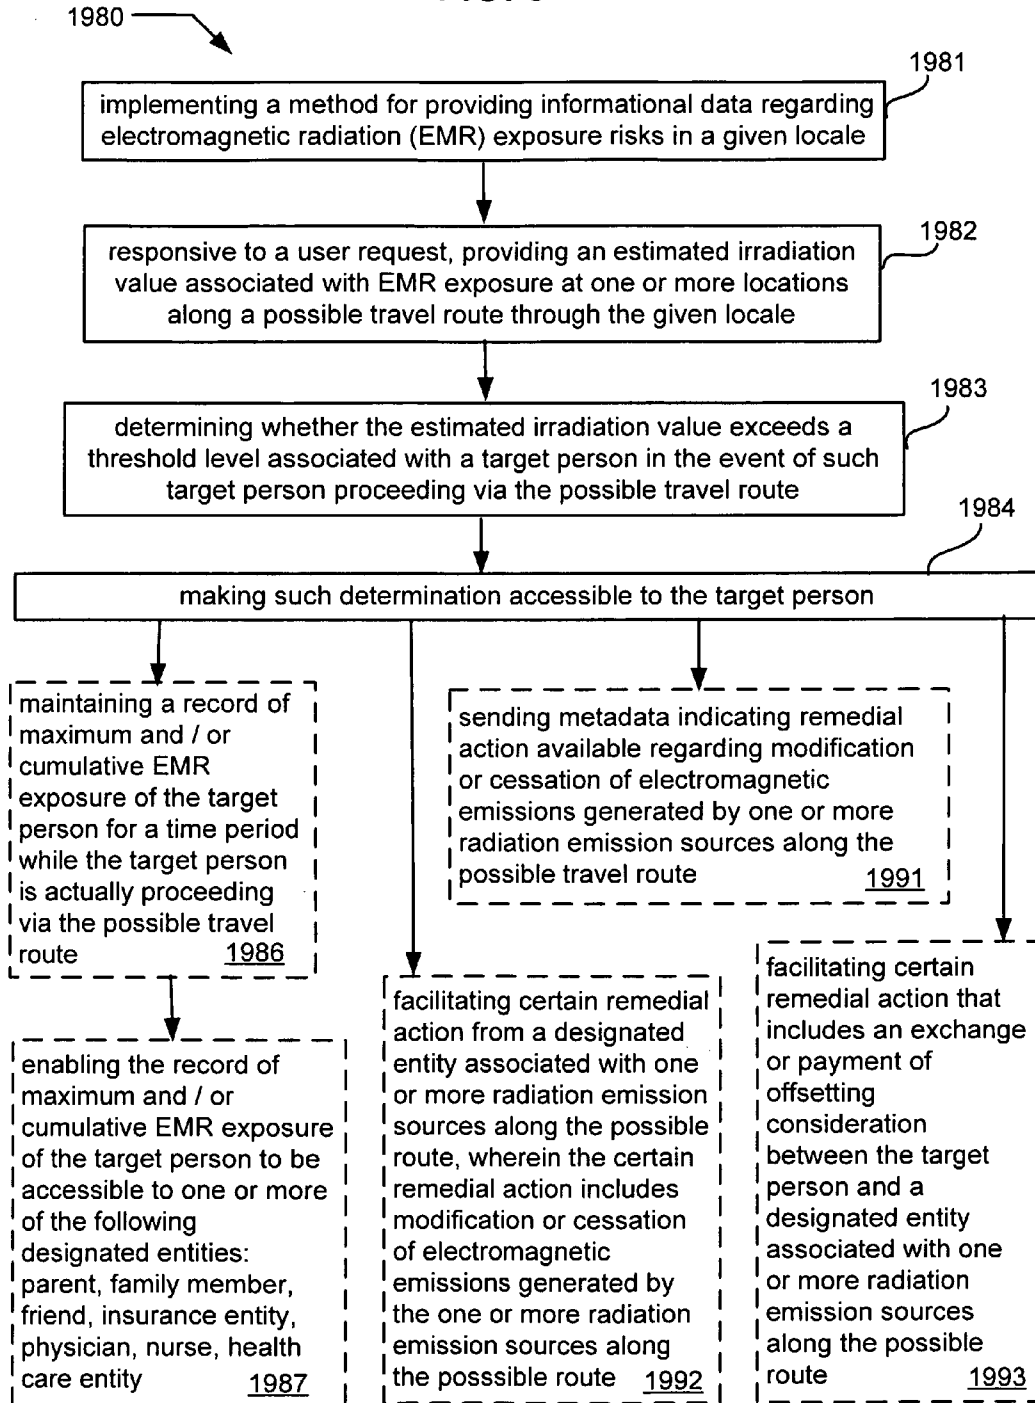 1980
1981
implementing a method for providing informational data regarding
electromagnetic radiation (EMR) exposure risks in a given locale
1982
responsive to a user request, providing an estimated irradiation
value associated with EMR exposure at one or more locations
along a possible travel route through the given locale
1983
determining whether the estimated irradiation value exceeds a
threshold level associated with a target person in the event of such
target person proceeding via the possible travel route
1984
making such determination accessible to the target person
maintaining a record of
maximum and / or
cumulative EMR
exposure of the target
person for a time period
while the target person
is actually proceeding
via the possible travel
route 1986
sending metadata indicating remedial
action available regarding modification
or cessation of electromagnetic
emissions generated by one or more
radiation emission sources along the
possible travel route 1991
enabling the record of
maximum and / or
cumulative EMR exposure
of the target person to be
accessible to one or more
of the following
designated entities:
parent, family member,
friend, insurance entity,
physician, nurse, health
care entity 1987
facilitating certain remedial
action from a designated
entity associated with one
or more radiation emission
sources along the possible
route, wherein the certain
remedial action includes
modification or cessation
of electromagnetic
emissions generated by
the one or more radiation
emission sources along
the posssible route 1992
facilitating certain
remedial action that
includes an exchange
or payment of
offsetting
consideration
between the target
person and a
designated entity
associated with one
or more radiation
emission sources
along the possible
route 1993